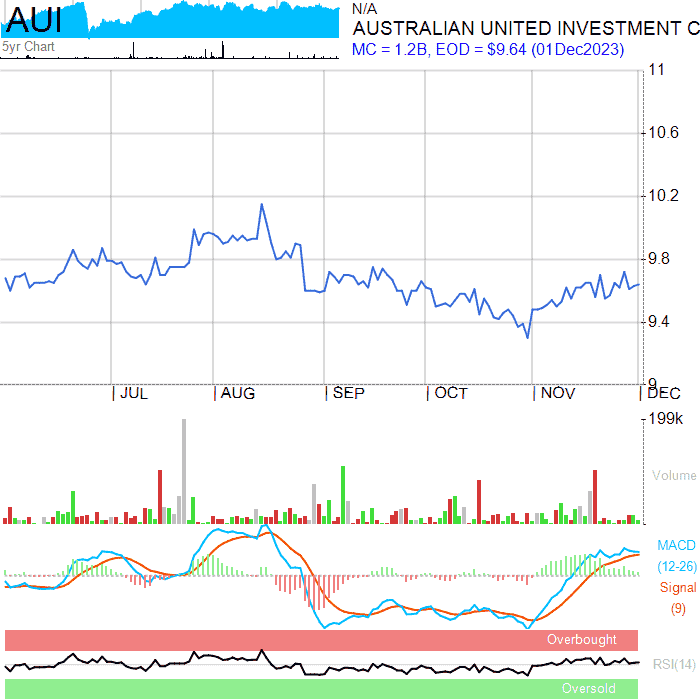 AUI
5yr Chart
N/A
AUSTRALIAN UNITED INVESTMENT C
MC = 1.2B, EOD = $9.64 (01Dec2023)
11
10.6
10.2
9.8
9.4
9
JUL AUG SEP OCT NOV DEC
199k
Volume
MACD
(12-26)
Signal
(9)
Overbought
RSI(14)
Oversold